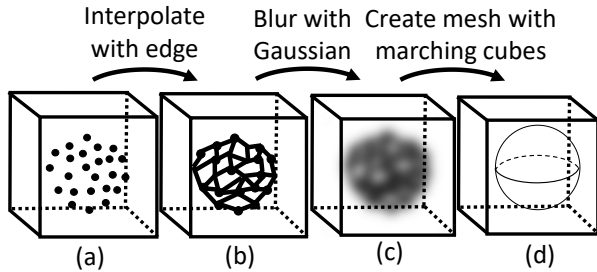 Interpolate
with edge
Blur with
Gaussian
Create mesh with
marching cubes
(a)
(b)
(c)
(d)